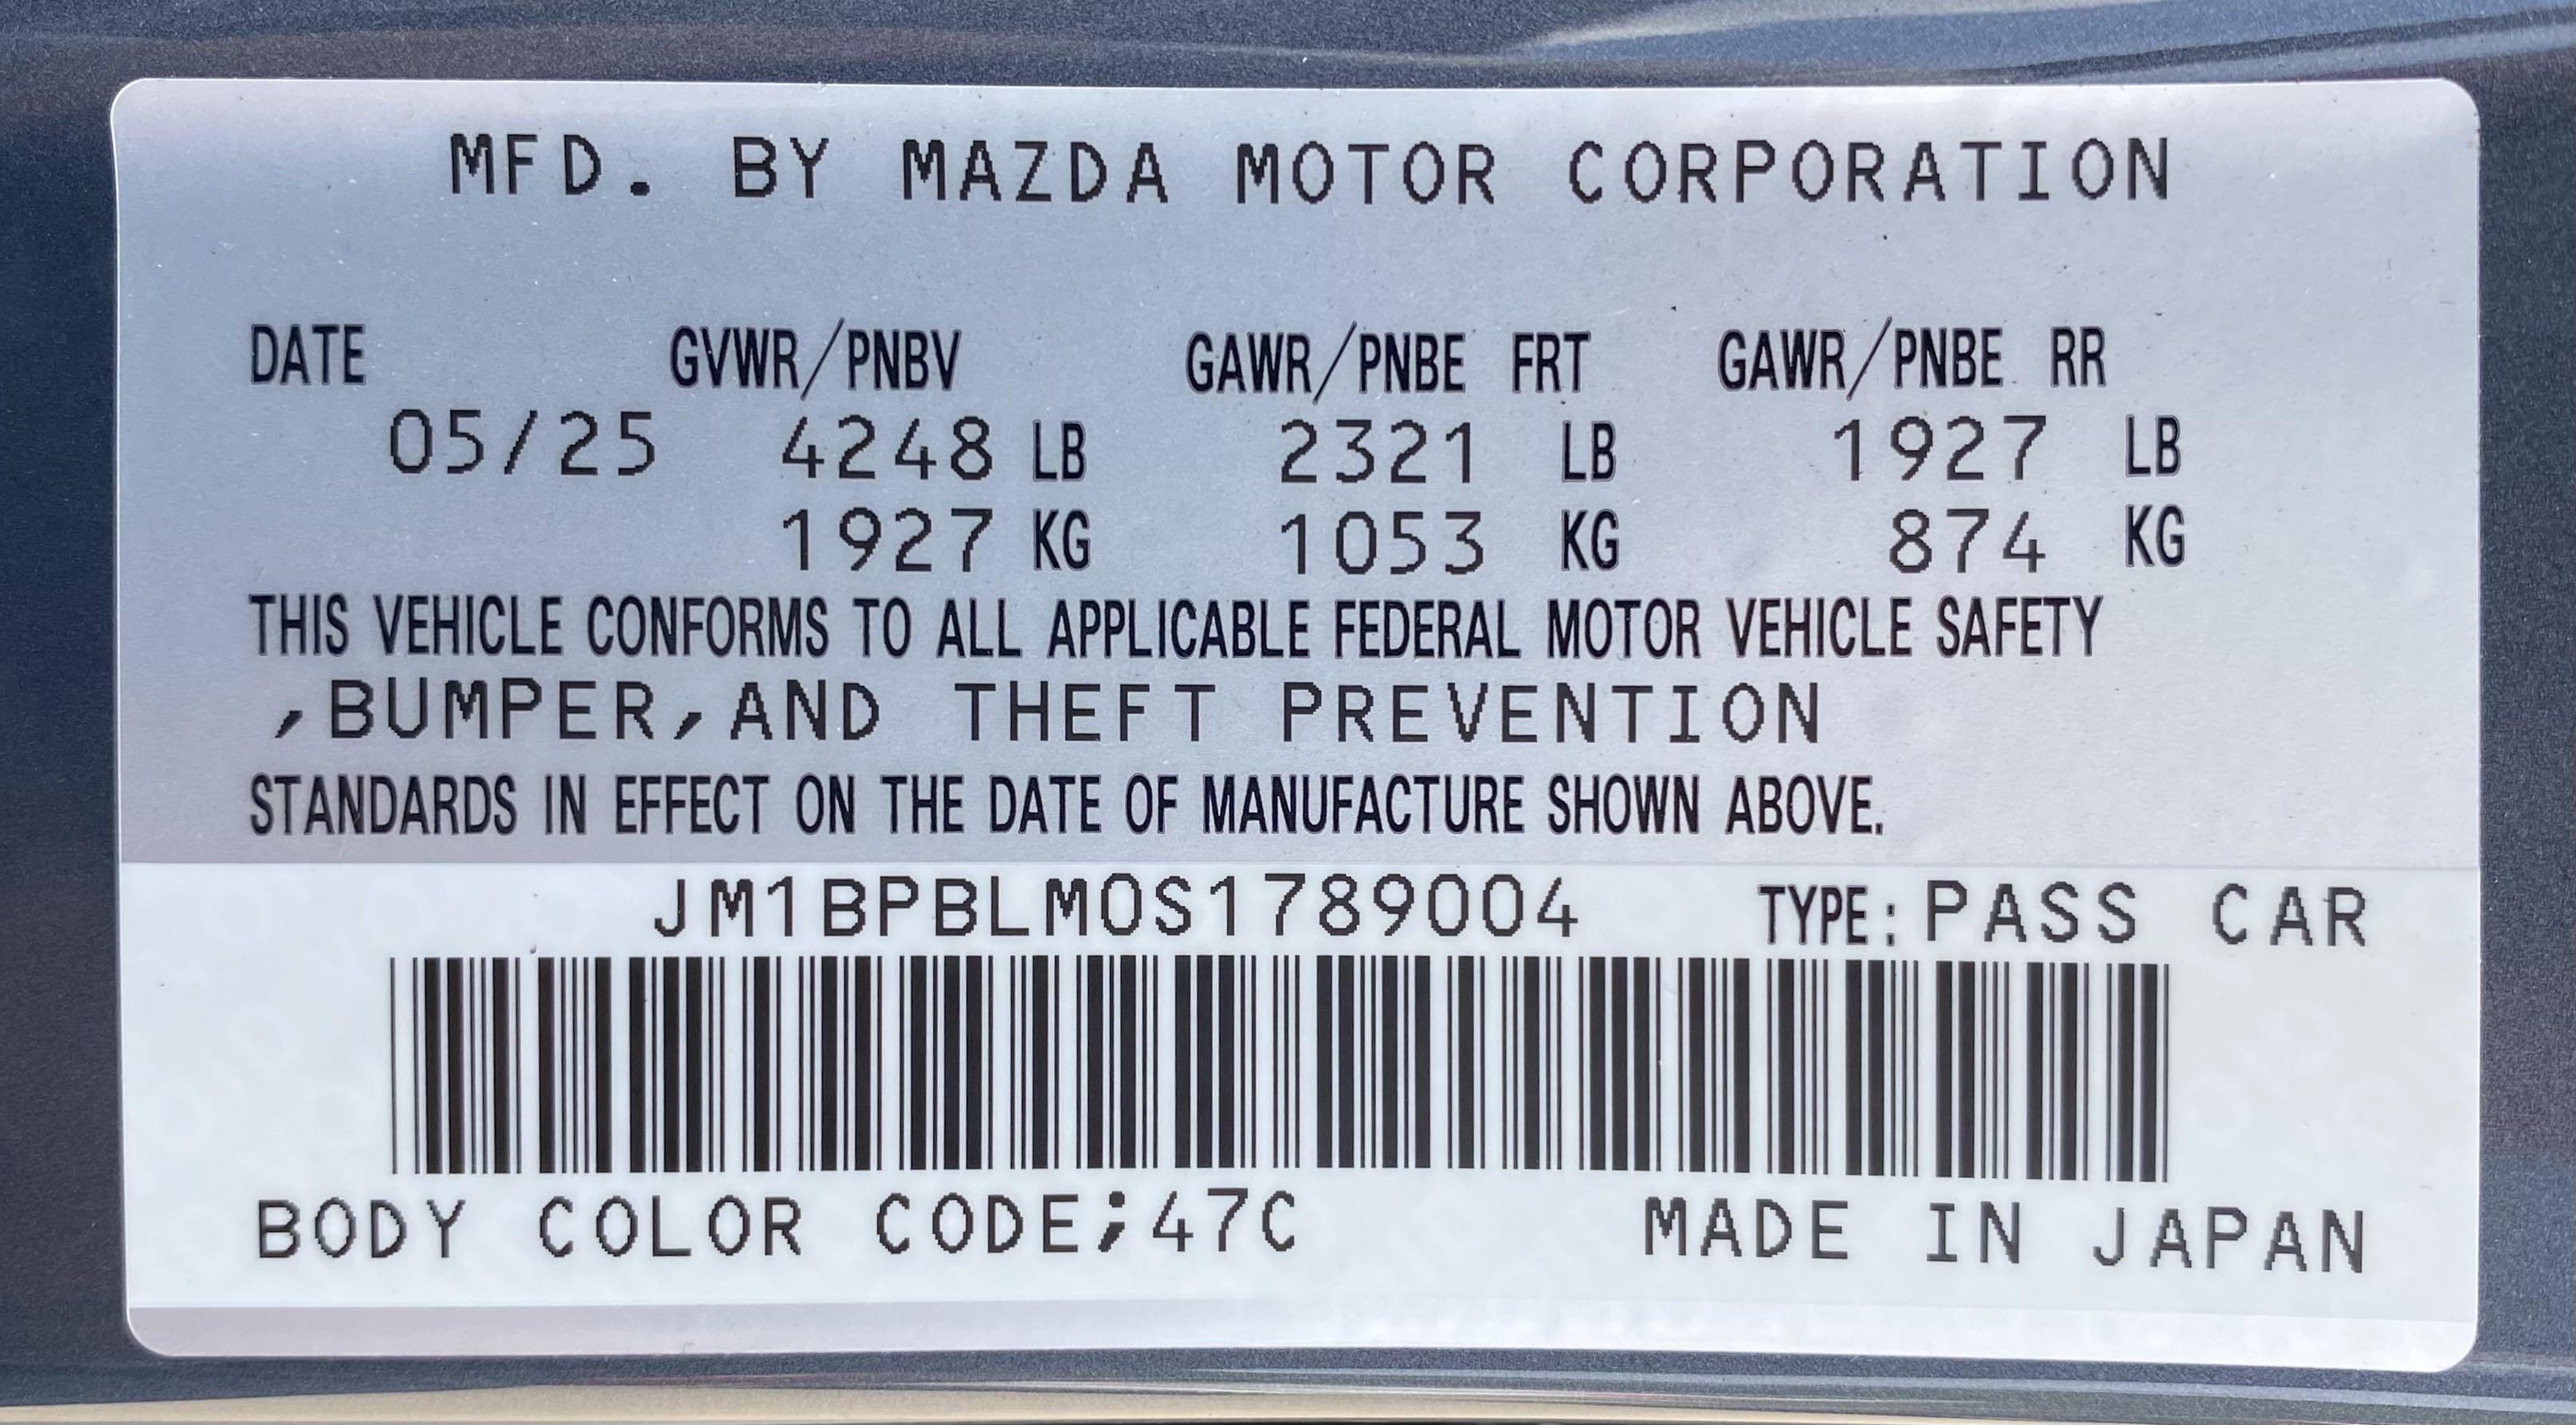 MFD. BY MAZDA MOTOR CORPORATION
DATE GVWR/PNBV GAWR/PNBE FRT GAWR/PNBE RR
05/25 4248 LB 2321 LB 1927 LB
1927 KG 1053 KG 874 KG
THIS VEHICLE CONFORMS TO ALL APPLICABLE FEDERAL MOTOR VEHICLE SAFETY
,BUMPER,AND THEFT PREVENTION
STANDARDS IN EFFECT ON THE DATE OF MANUFACTURE SHOWN ABOVE.
JM1BPBLM0S1789004 TYPE: PASS CAR
BODY COLOR CODE;47C MADE IN JAPAN